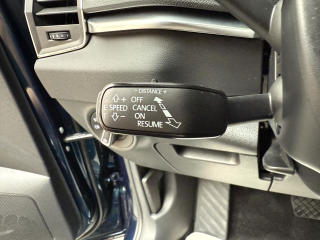 - DISTANCE +
+ OFF
SPEED CANCEL
- ON
RESUME